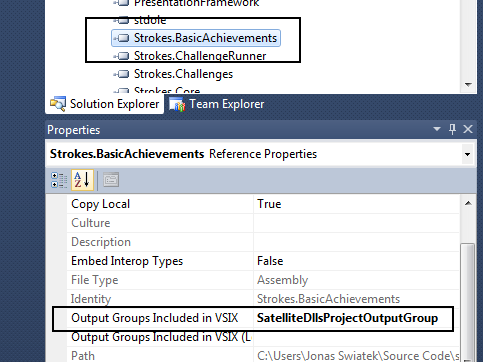 PresentationFramework
stdole
Strokes.BasicAchievements
Strokes.ChallengeRunner
Strokes.Challenges
Strokes.Core
Solution Explorer Team Explorer
Properties
Strokes.BasicAchievements Reference Properties
Copy Local True
Culture
Description
Embed Interop Types False
File Type Assembly
Identity Strokes.BasicAchievements
Output Groups Included in VSIX SatelliteDllsProjectOutputGroup
Output Groups Included in VSIX (L
Path C:\Users\Jonas Swiatek\Source Code\s